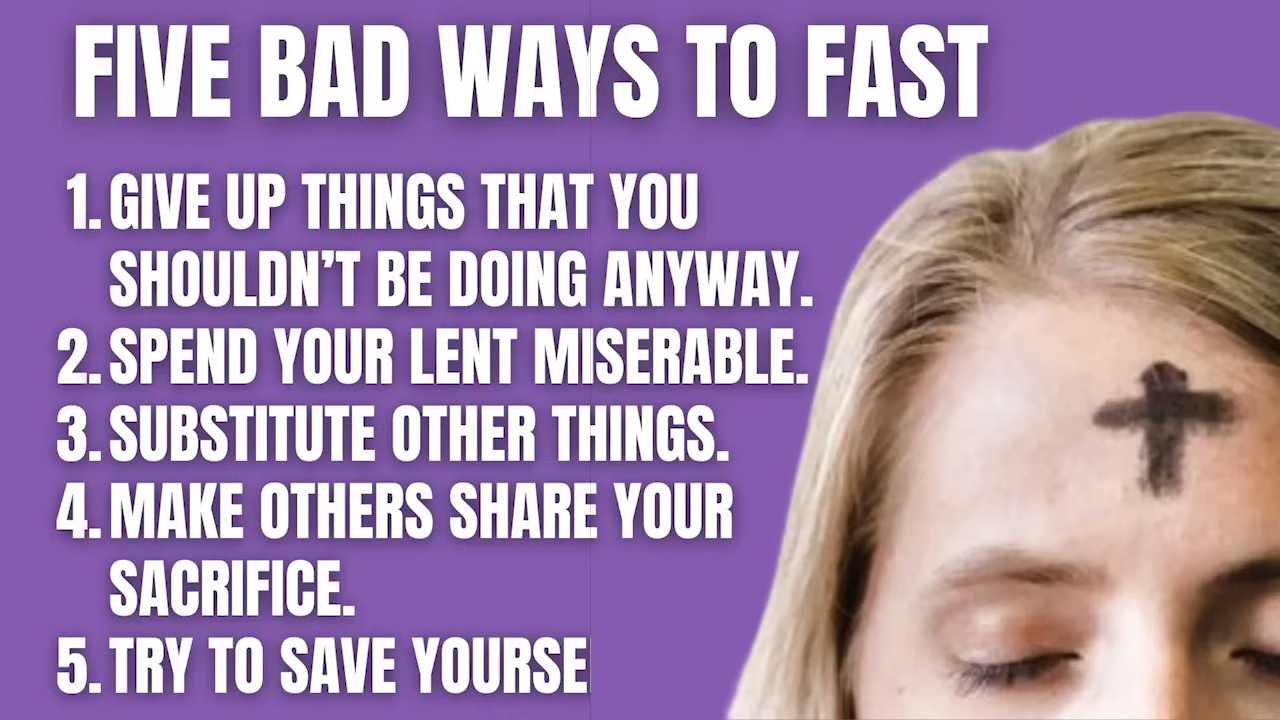 FIVE BAD WAYS TO FAST
1. GIVE UP THINGS THAT YOU
SHOULDN'T BE DOING ANYWAY.
2. SPEND YOUR LENT MISERABLE.
3. SUBSTITUTE OTHER THINGS.
4. MAKE OTHERS SHARE YOUR
SACRIFICE.
5. TRY TO SAVE YOURSE